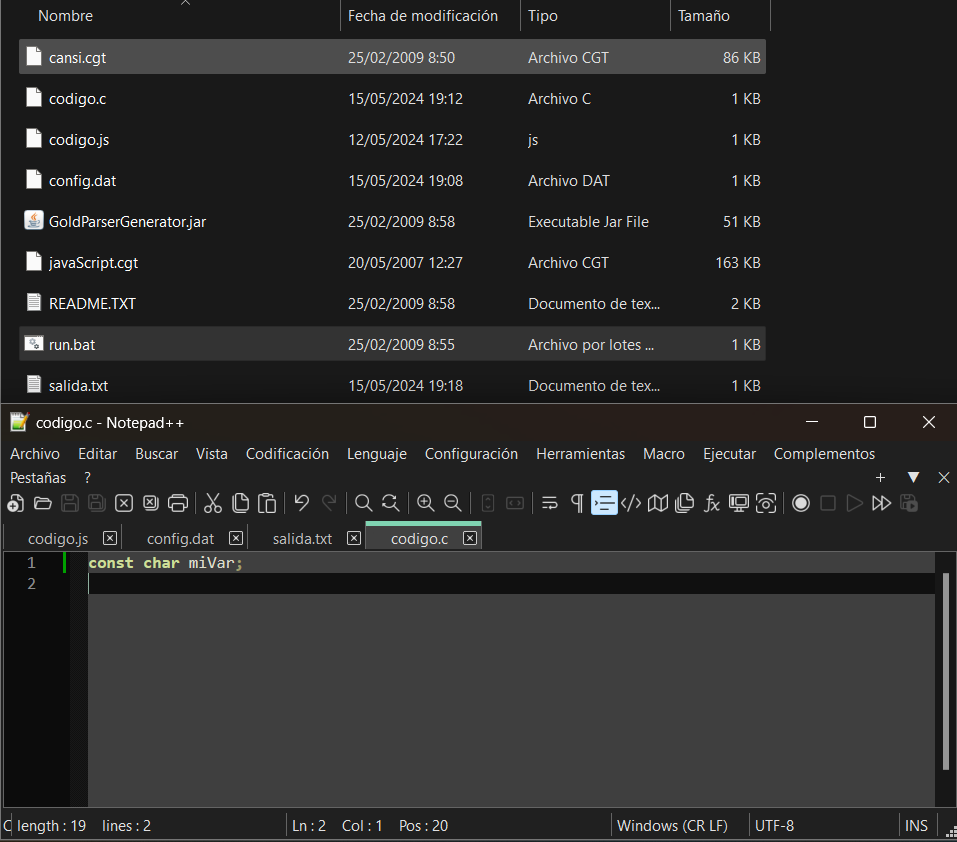 Nombre Fecha de modificación Tipo Tamaño
cansi.cgt 25/02/2009 8:50 Archivo CGT 86 KB
codigo.c 15/05/2024 19:12 Archivo C 1 KB
codigo.js 12/05/2024 17:22 js 1 KB
config.dat 15/05/2024 19:08 Archivo DAT 1 KB
GoldParserGenerator.jar 25/02/2009 8:58 Executable Jar File 51 KB
javaScript.cgt 20/05/2007 12:27 Archivo CGT 163 KB
README.TXT 25/02/2009 8:58 Documento de tex... 2 KB
run.bat 25/02/2009 8:55 Archivo por lotes ... 1 KB
salida.txt 15/05/2024 19:18 Documento de tex... 1 KB
codigo.c - Notepad++
Archivo Editar Buscar Vista Codificación Lenguaje Configuración Herramientas Macro Ejecutar Complementos
Pestañas ?
codigo.js config.dat salida.txt codigo.c
1 const char miVar;
2
C length : 19 lines : 2 Ln : 2 Col : 1 Pos : 20 Windows (CR LF) UTF-8 INS